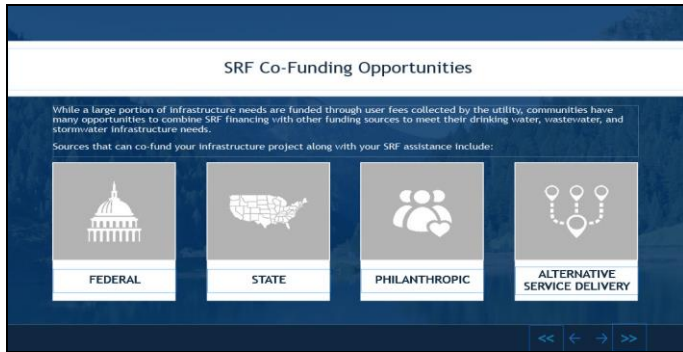 SRF Co-Funding Opportunities
While a large portion of infrastructure needs are funded through user fees collected by the utility, communities have
many opportunities to combine SRF financing with other funding sources to meet their drinking water, wastewater, and
stormwater infrastructure needs.
Sources that can co-fund your infrastructure project along with your SRF assistance include:
FEDERAL
STATE
PHILANTHROPIC
ALTERNATIVE
SERVICE DELIVERY
<< ← → >>